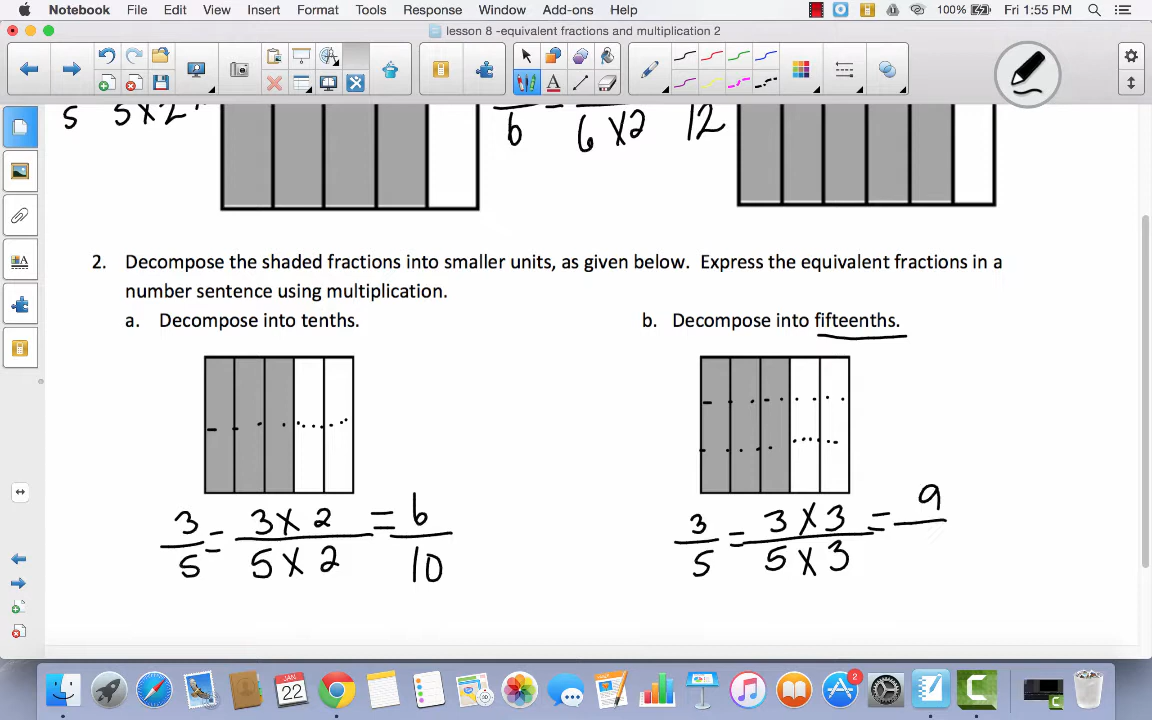 Notebook File Edit View Insert Format Tools Response Window Add-ons Help 100% Fri 1:55 PM
lesson 8 -equivalent fractions and multiplication 2
5 5 X 2 6 = 6 X2 12
2. Decompose the shaded fractions into smaller units, as given below. Express the equivalent fractions in a
number sentence using multiplication.
a. Decompose into tenths. b. Decompose into fifteenths.
3/5 = 3 X 2/5 X 2 = 6/10 3/5 = 3 X 3/5 X 3 = 9/
JAN
22
2